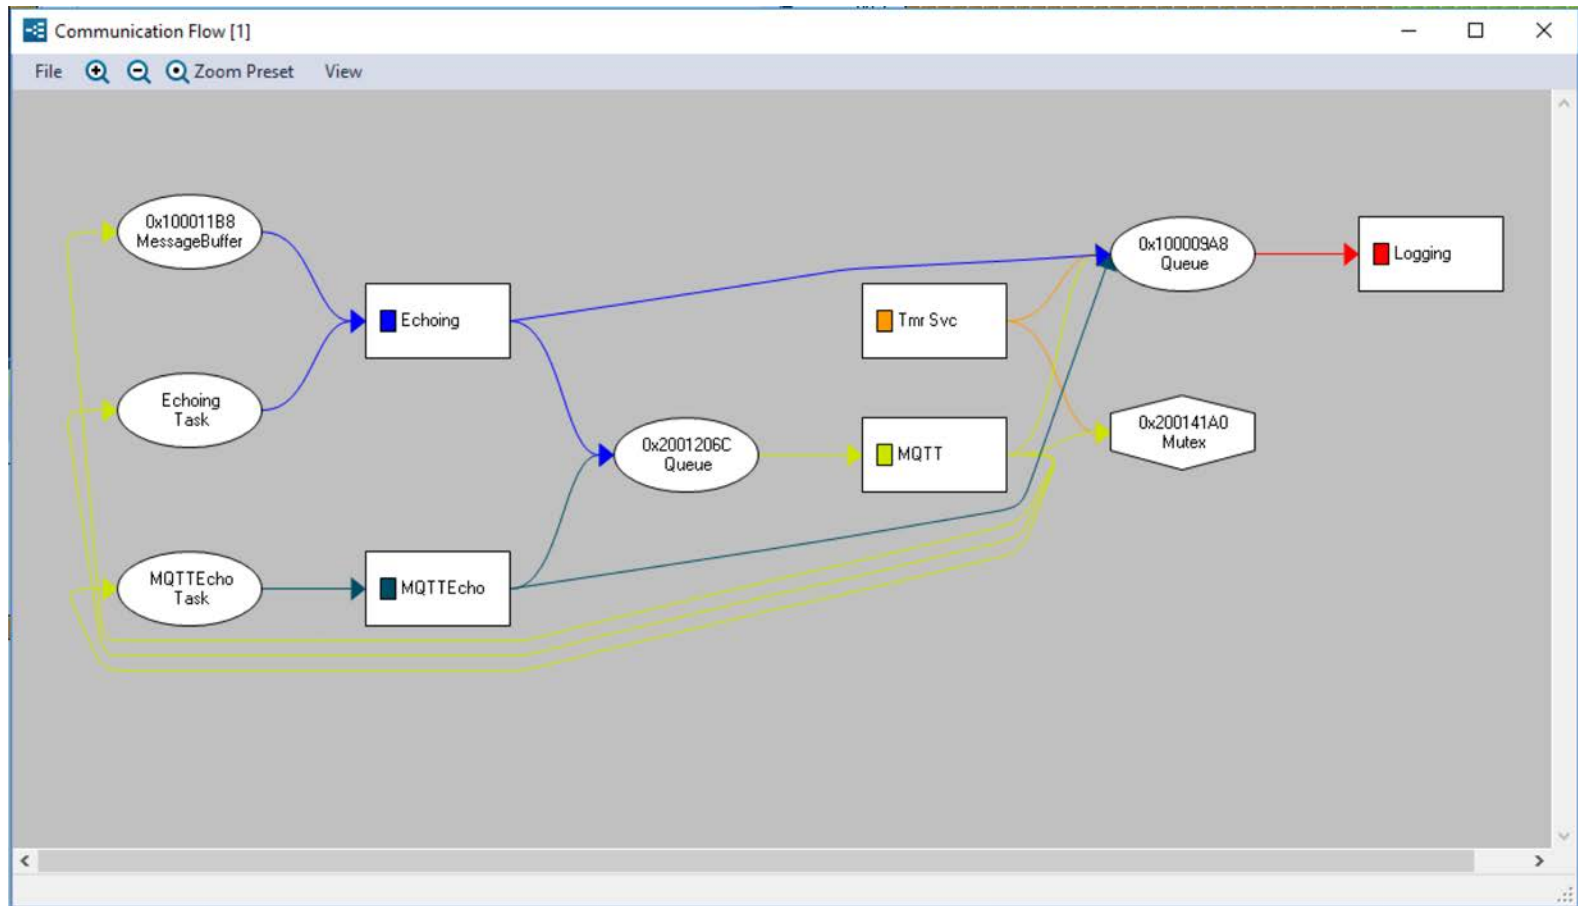 Communication Flow [1]
File Zoom Preset View
0x100011B8
MessageBuffer
Echoing
Task
MQTTEcho
Task
Echoing
MQTTEcho
0x2001206C
Queue
Tmr Svc
MQTT
0x100009A8
Queue
0x200141A0
Mutex
Logging